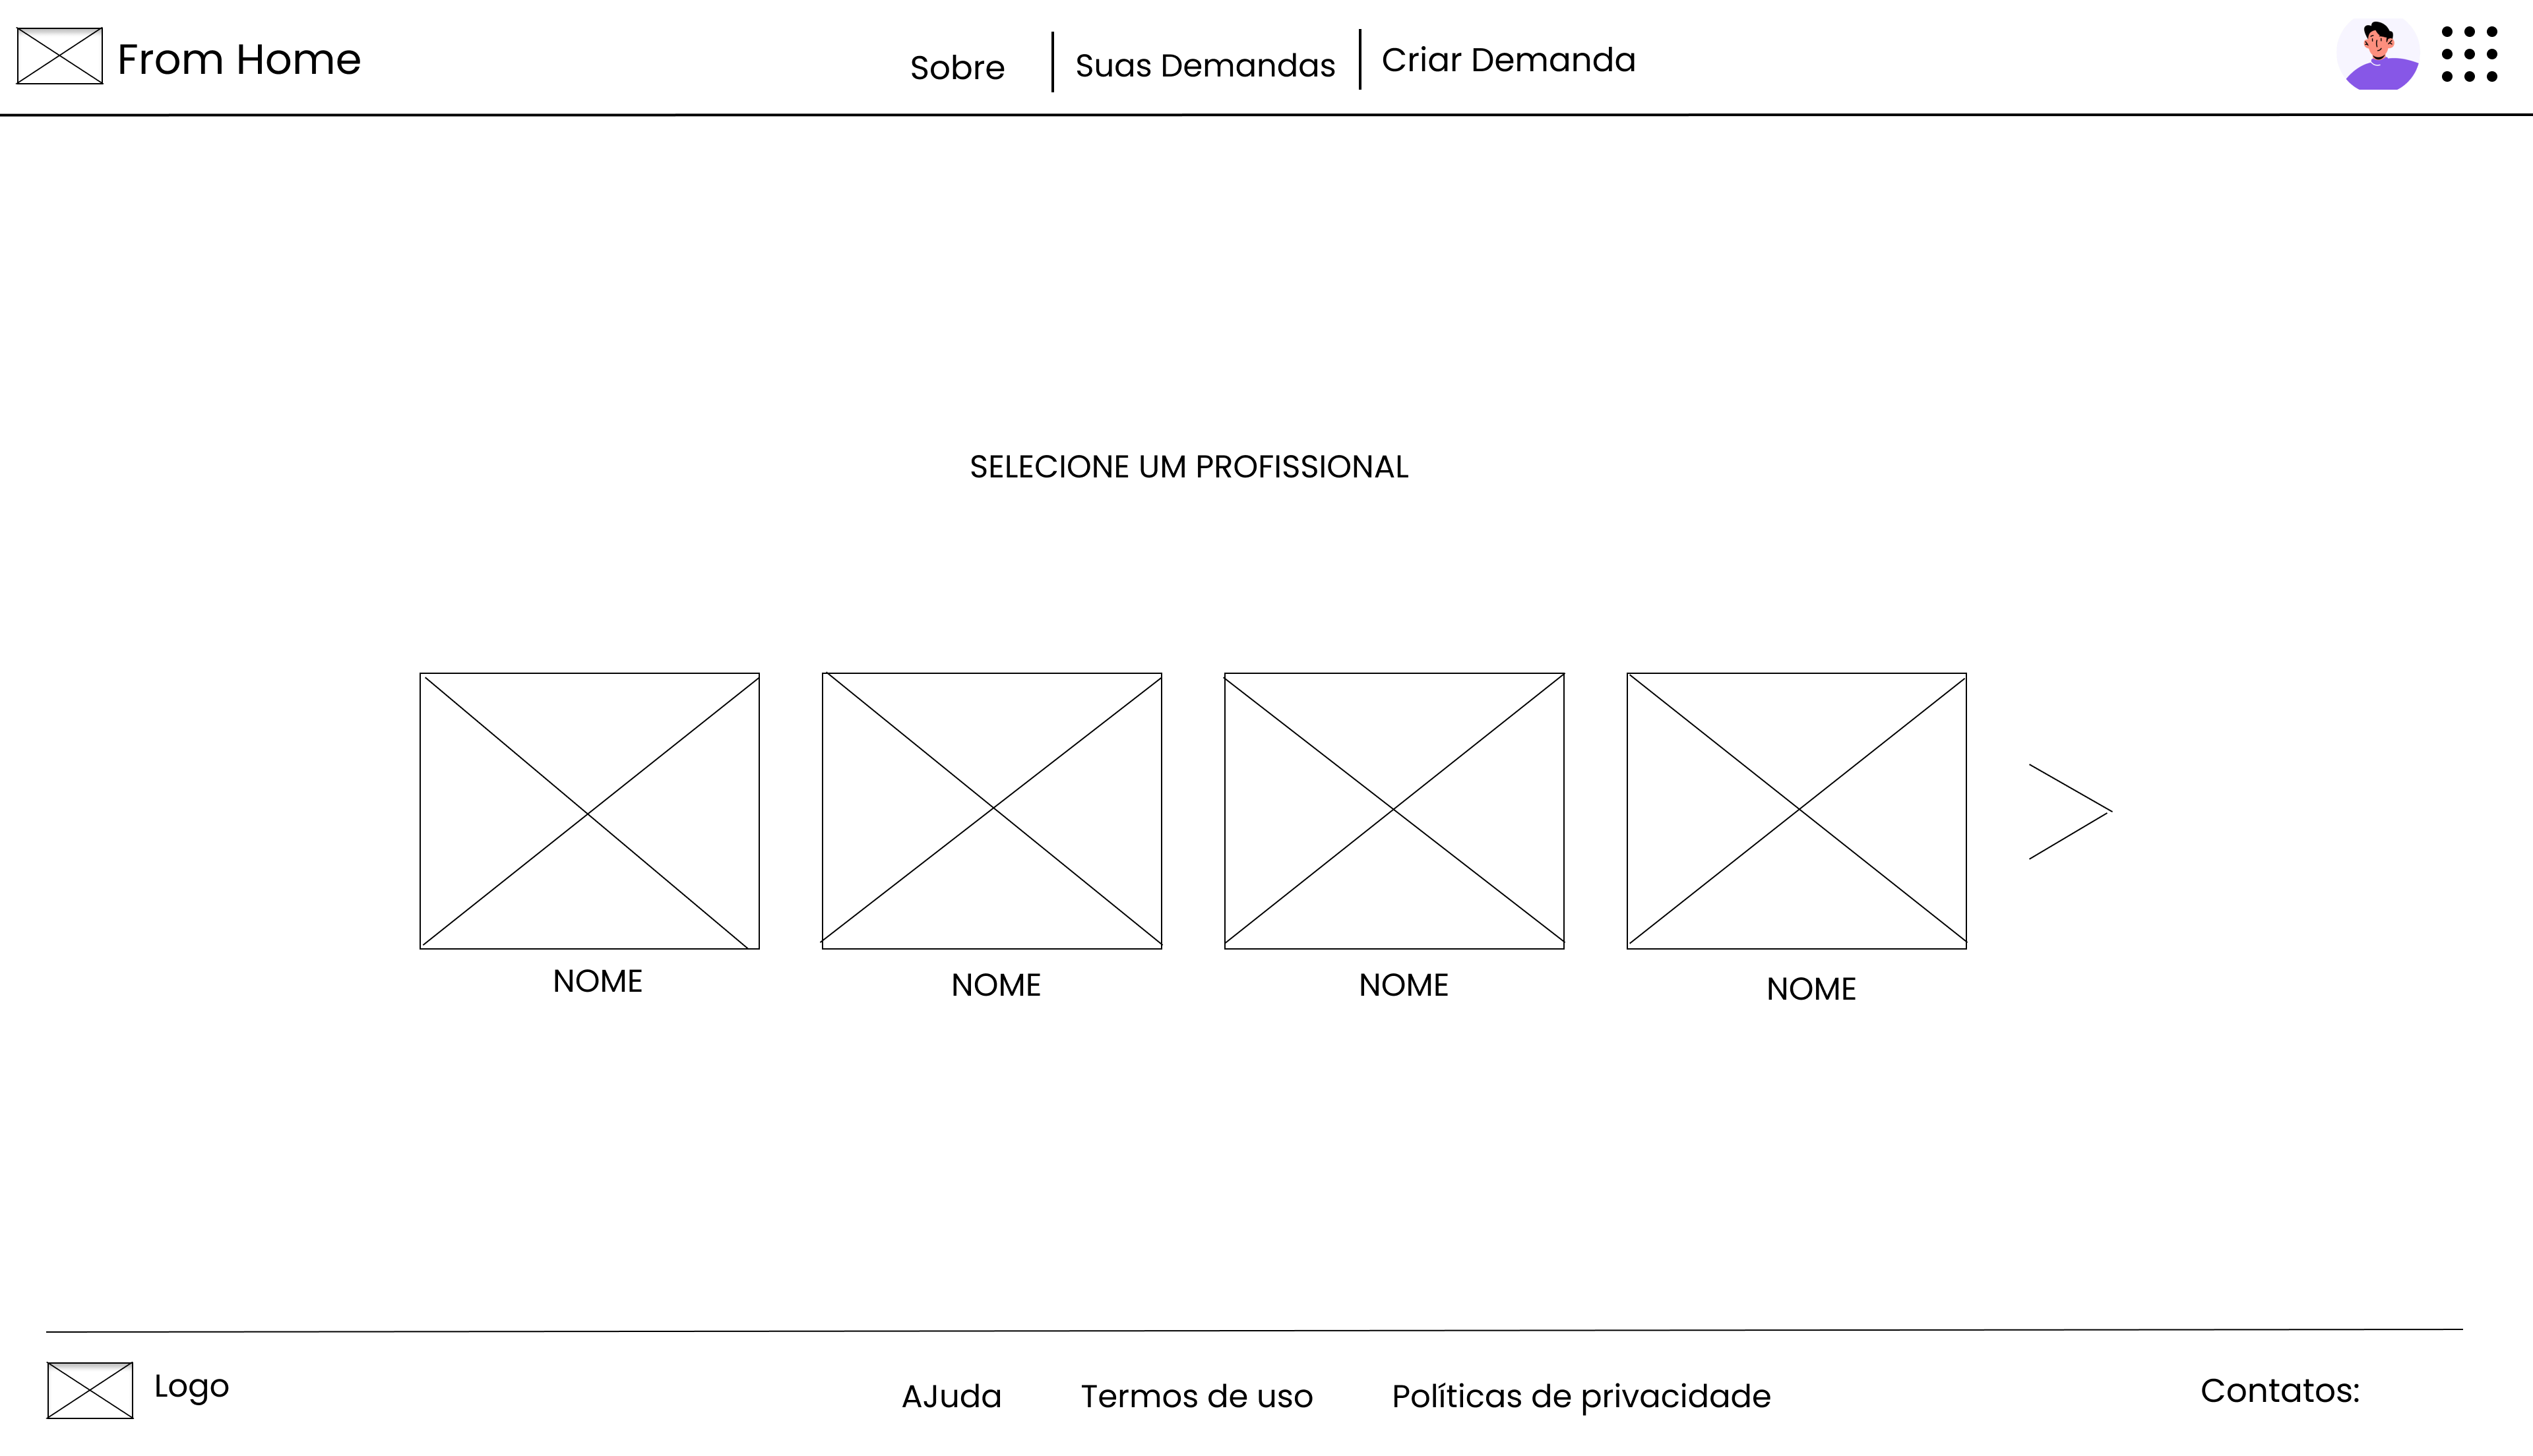 From Home
Sobre
Suas Demandas
Criar Demanda
SELECIONE UM PROFISSIONAL
NOME
NOME
NOME
NOME
Logo
AJuda
Termos de uso
Políticas de privacidade
Contatos: